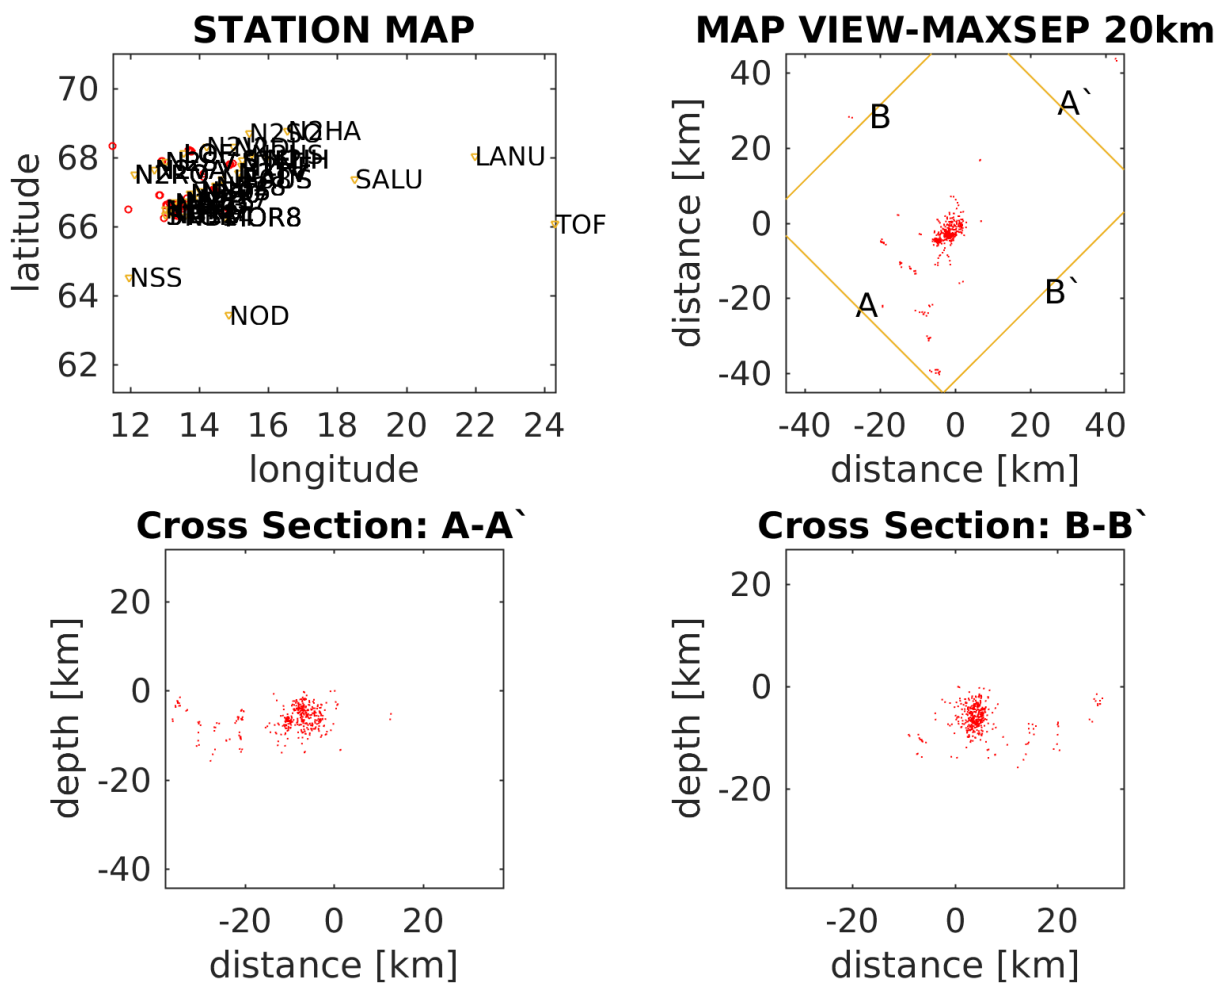 STATION MAP
70
68
66
64
62
latitude
N2HA
LANU
SALU
TOF
NSS
NOD
12 14 16 18 20 22 24
longitude
MAP VIEW-MAXSEP 20km
40
20
0
-20
-40
distance [km]
B
A`
A
B`
-40 -20 0 20 40
distance [km]
Cross Section: A-A`
20
0
-20
-40
depth [km]
-20 0
distance [km]
Cross Section: B-B`
20
0
-20
depth [km]
-20 0 20
distance [km]